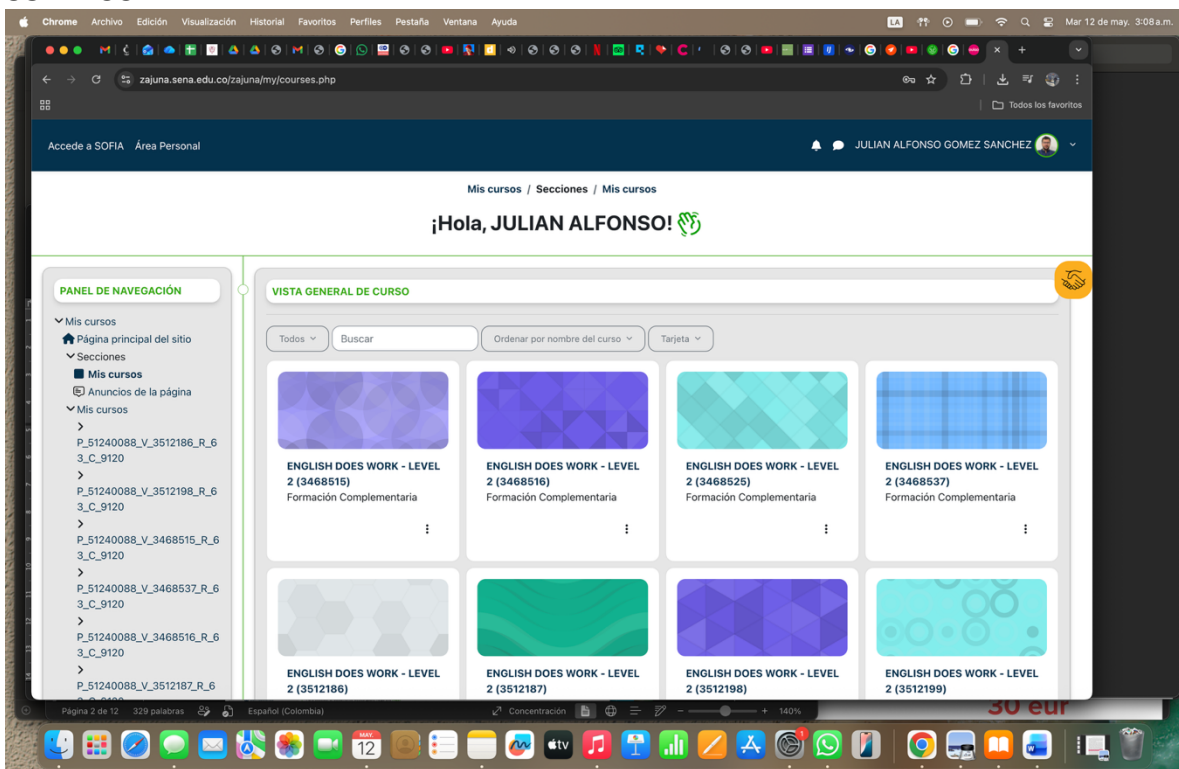 Chrome Archivo Edición Visualización Historial Favoritos Perfiles Pestaña Ventana Ayuda
LA
Mar 12 de may. 3:08 a.m.
zajuna.sena.edu.co/zajuna/my/courses.php
Todos los favoritos
Accede a SOFIA Área Personal
JULIAN ALFONSO GOMEZ SANCHEZ
Mis cursos / Secciones / Mis cursos
¡Hola, JULIAN ALFONSO!
PANEL DE NAVEGACIÓN
Mis cursos
Página principal del sitio
Secciones
Mis cursos
Anuncios de la página
Mis cursos
P_51240088_V_3512186_R_6
3_C_9120
P_51240088_V_3512198_R_6
3_C_9120
P_51240088_V_3468515_R_6
3_C_9120
P_51240088_V_3468537_R_6
3_C_9120
P_51240088_V_3468516_R_6
3_C_9120
P_51240088_V_3512187_R_6
VISTA GENERAL DE CURSO
Todos
Buscar
Ordenar por nombre del curso
Tarjeta
ENGLISH DOES WORK - LEVEL
2 (3468515)
Formación Complementaria
ENGLISH DOES WORK - LEVEL
2 (3468516)
Formación Complementaria
ENGLISH DOES WORK - LEVEL
2 (3468525)
Formación Complementaria
ENGLISH DOES WORK - LEVEL
2 (3468537)
Formación Complementaria
ENGLISH DOES WORK - LEVEL
2 (3512186)
ENGLISH DOES WORK - LEVEL
2 (3512187)
ENGLISH DOES WORK - LEVEL
2 (3512198)
ENGLISH DOES WORK - LEVEL
2 (3512199)
30 eur
Página 2 de 12 329 palabras Español (Colombia) Concentración 140%
MAY.
12
tv